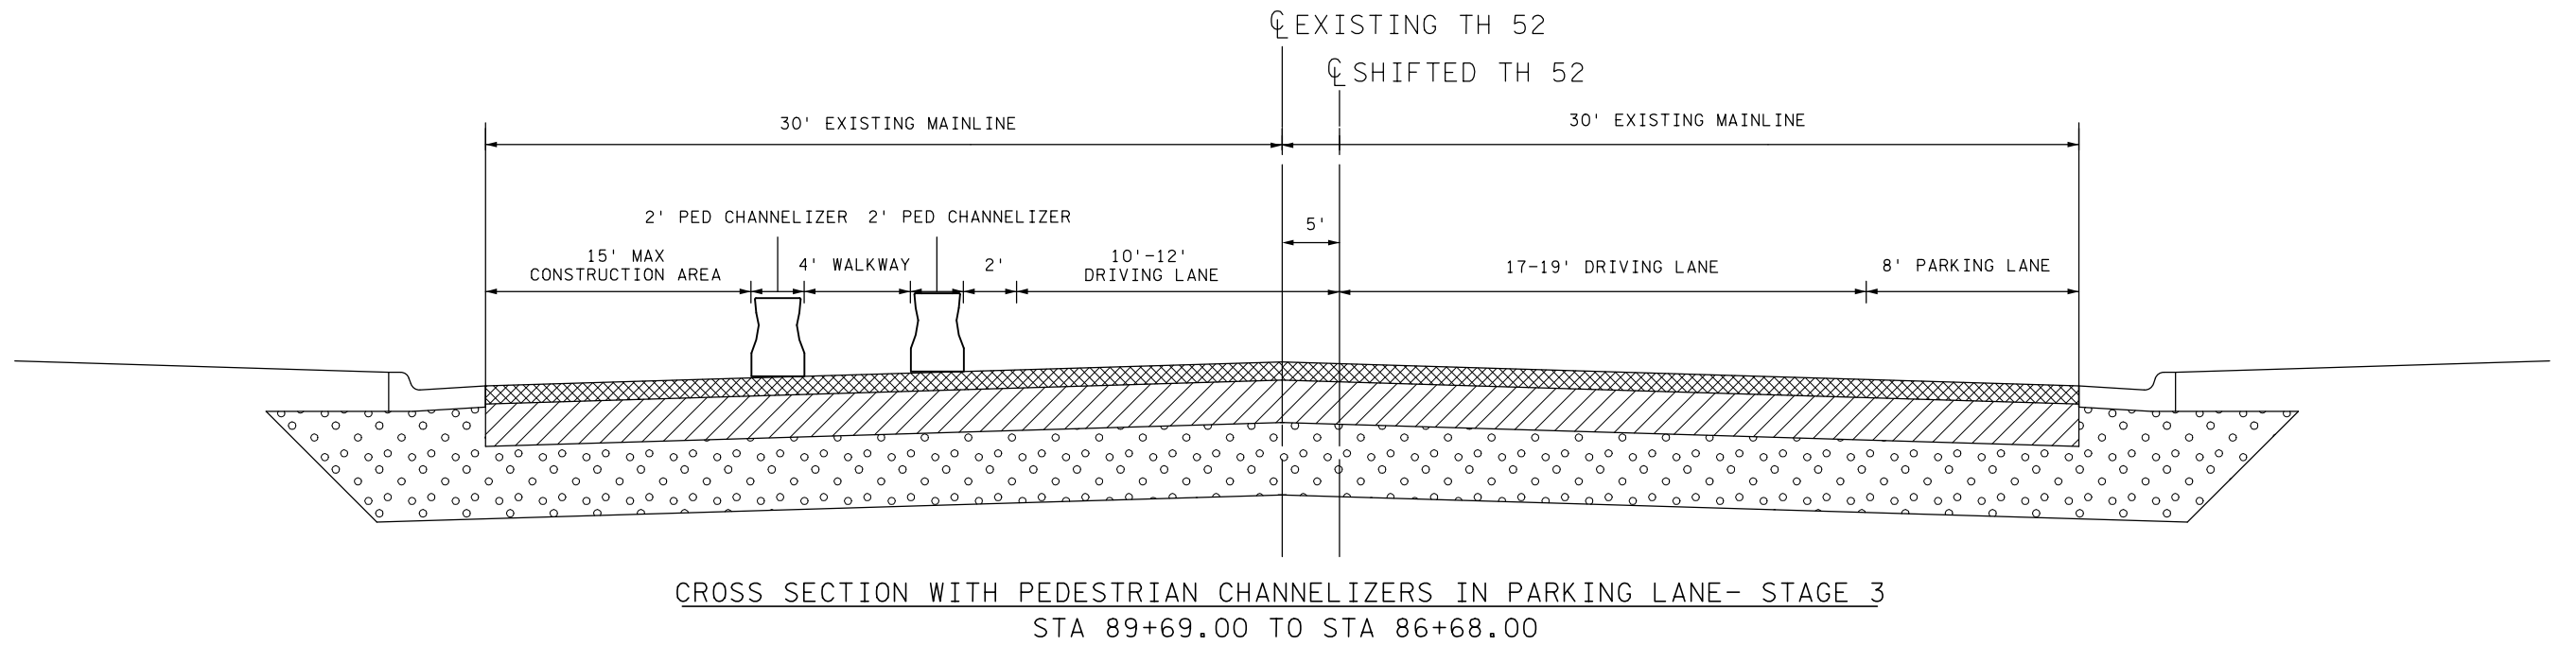 ℄ EXISTING TH 52
℄ SHIFTED TH 52
30' EXISTING MAINLINE
30' EXISTING MAINLINE
2' PED CHANNELIZER
2' PED CHANNELIZER
5'
15' MAX
CONSTRUCTION AREA
4' WALKWAY
2'
10'-12'
DRIVING LANE
17-19' DRIVING LANE
8' PARKING LANE
CROSS SECTION WITH PEDESTRIAN CHANNELIZERS IN PARKING LANE- STAGE 3
STA 89+69.00 TO STA 86+68.00